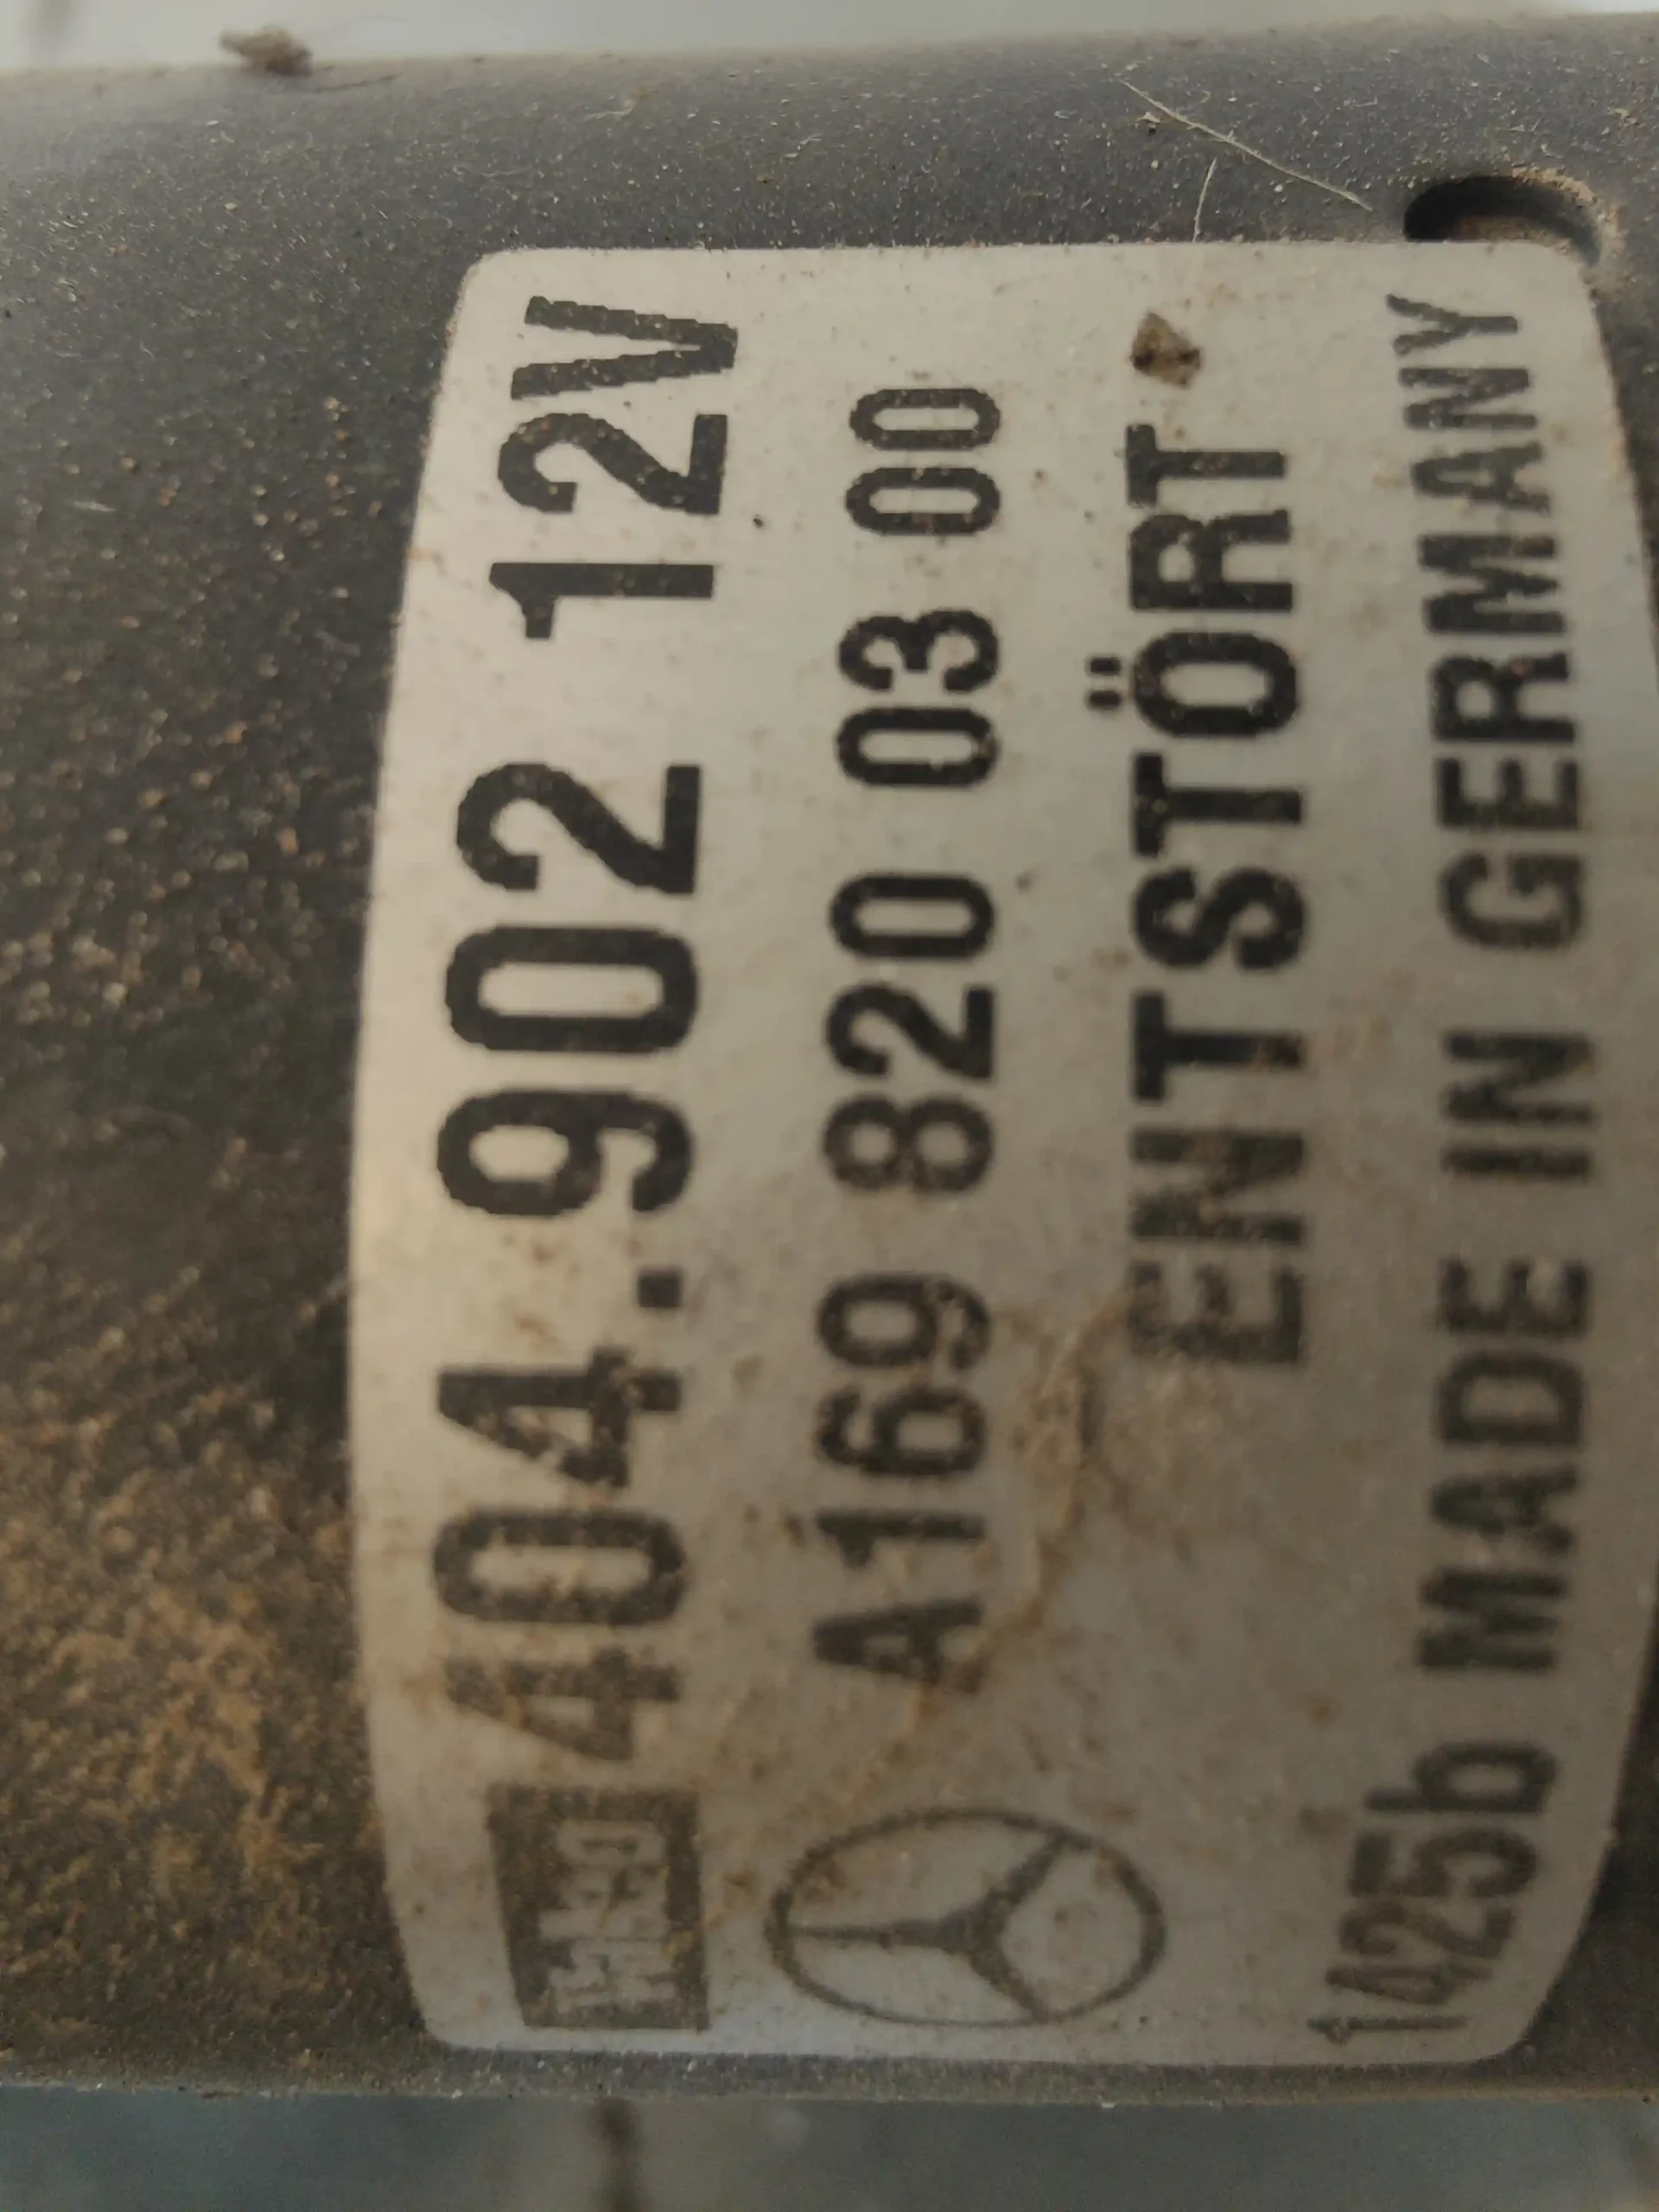 404.902 12V
A169 820 03 00
ENTSTÖRT
1425b MADE IN GERMANY